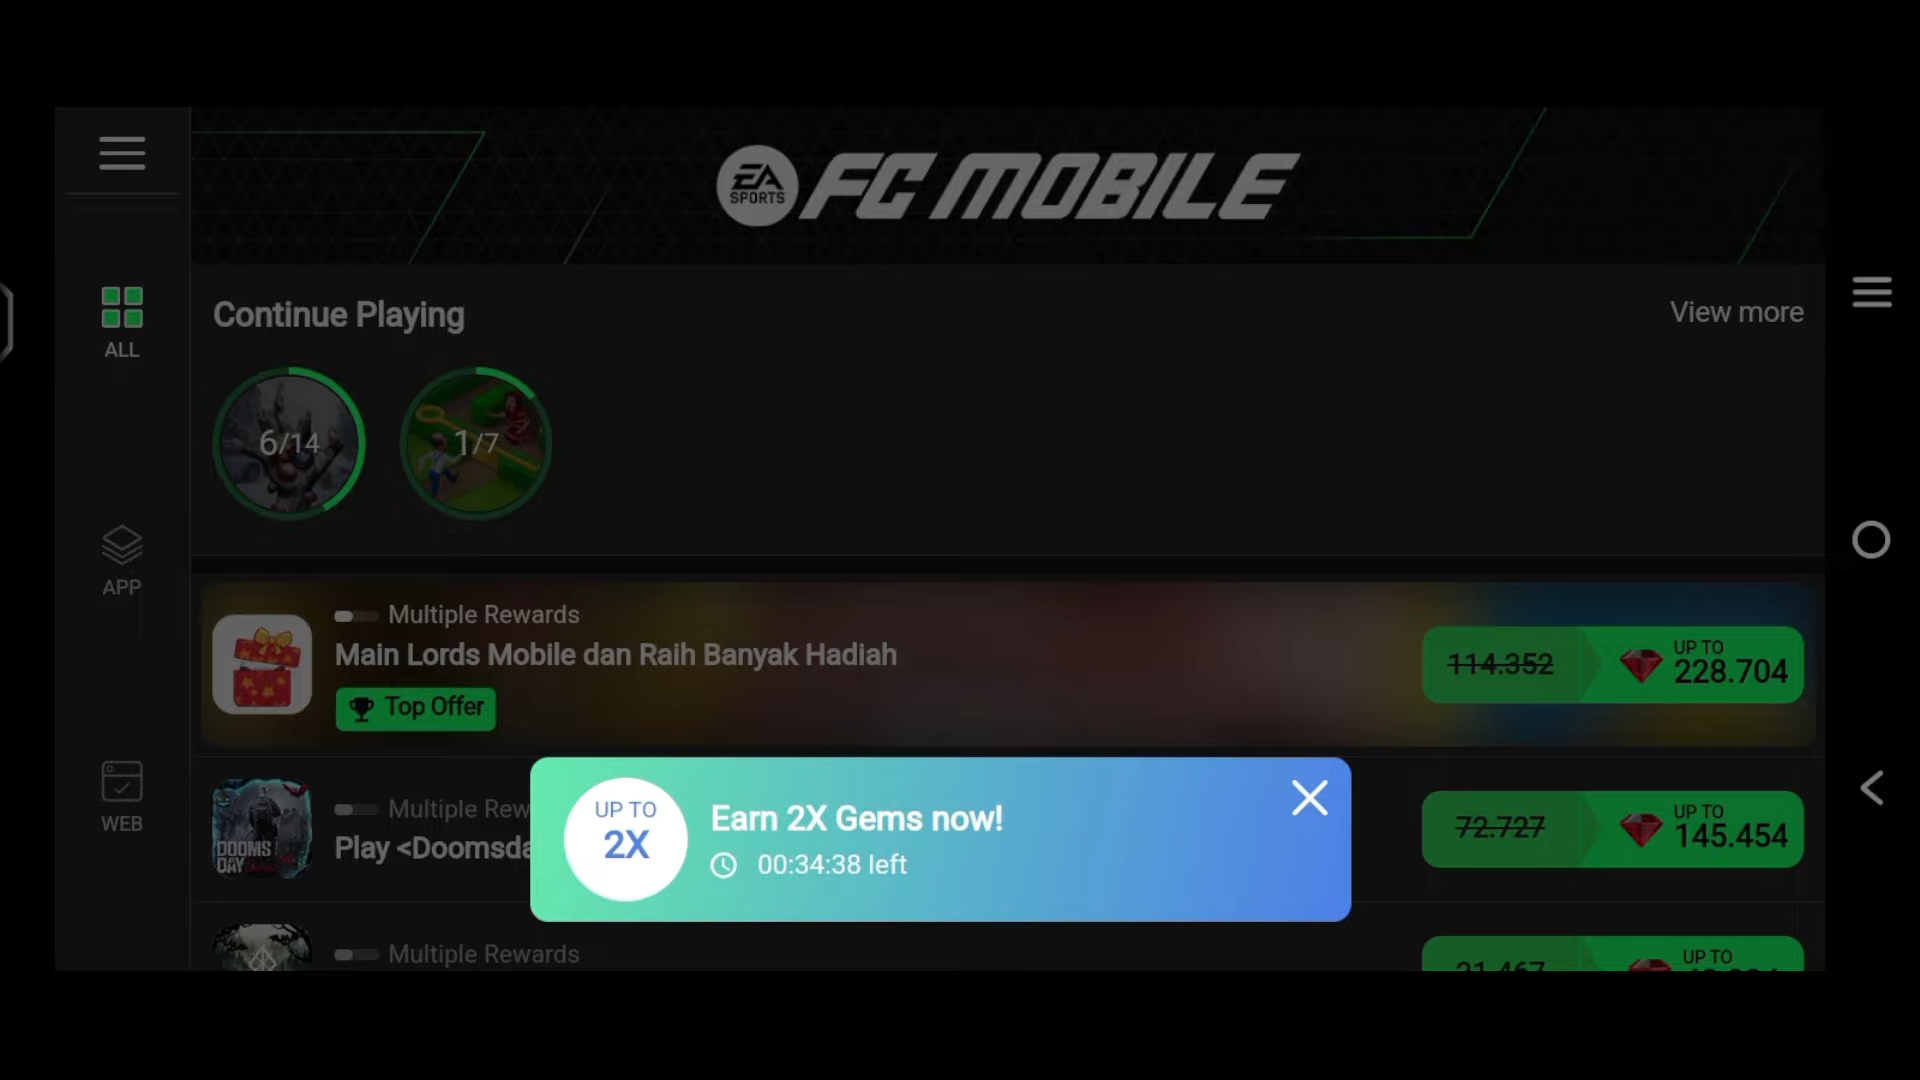 EA
SPORTS
FC MOBILE
Continue Playing
View more
ALL
6/14
1/7
APP
Multiple Rewards
Main Lords Mobile dan Raih Banyak Hadiah
Top Offer
114.352
UP TO
228.704
WEB
DOOMS
DAY
Multiple Rew
Play <Doomsda
72.727
UP TO
145.454
UP TO
2X
Earn 2X Gems now!
00:34:38 left
Multiple Rewards
21.467
UP TO